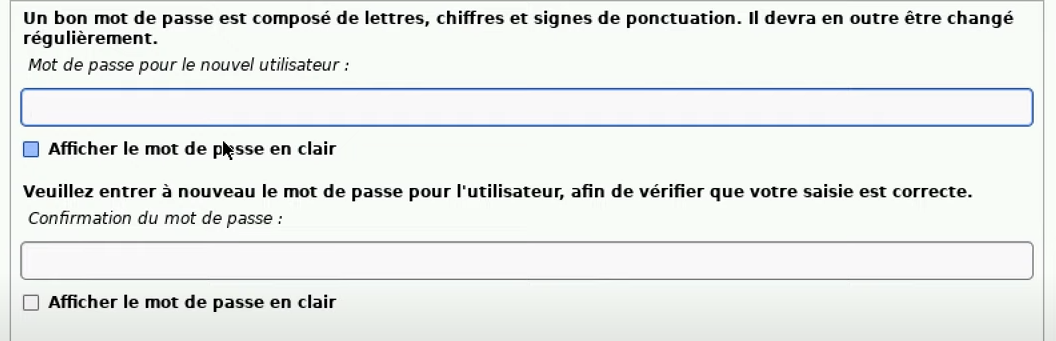 Un bon mot de passe est composé de lettres, chiffres et signes de ponctuation. Il devra en outre être changé
régulièrement.
Mot de passe pour le nouvel utilisateur :
Afficher le mot de passe en clair
Veuillez entrer à nouveau le mot de passe pour l'utilisateur, afin de vérifier que votre saisie est correcte.
Confirmation du mot de passe :
Afficher le mot de passe en clair